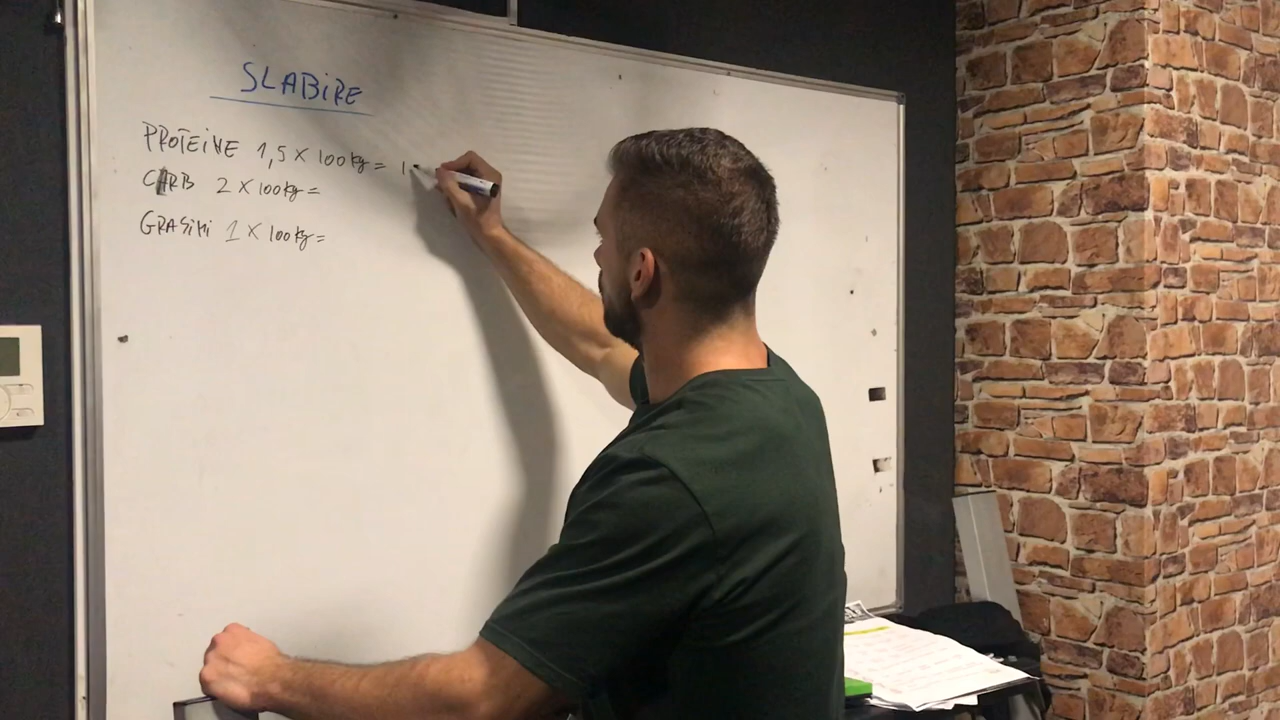 SLABIRE
PROTEINE 1,5 X 100kg = 1
CARB 2 X 100kg =
GRASIMI 1 X 100kg =